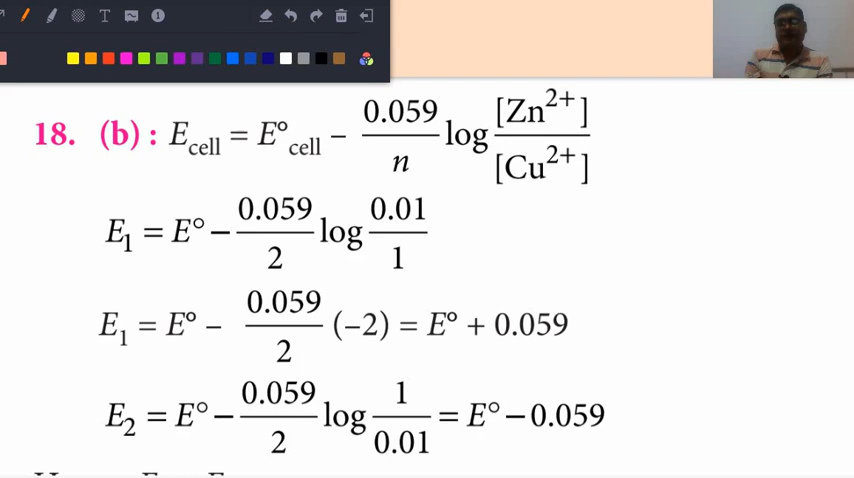 T 1
18. (b) : E_cell = E°_cell – 0.059/n log [Zn²⁺]/[Cu²⁺]
E₁ = E° – 0.059/2 log 0.01/1
E₁ = E° – 0.059/2 (–2) = E° + 0.059
E₂ = E° – 0.059/2 log 1/0.01 = E° – 0.059